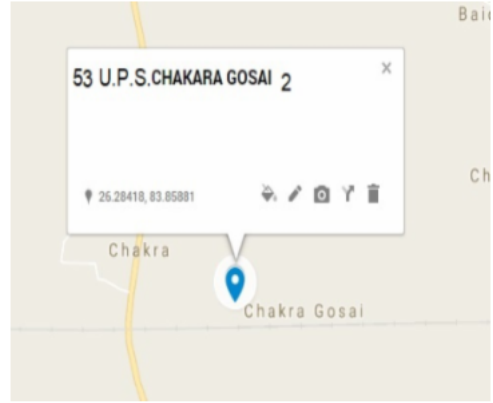 Bai
53 U.P.S.CHAKARA GOSAI 2
26.28418, 83.85881
Ch
Chakra
Chakra Gosai